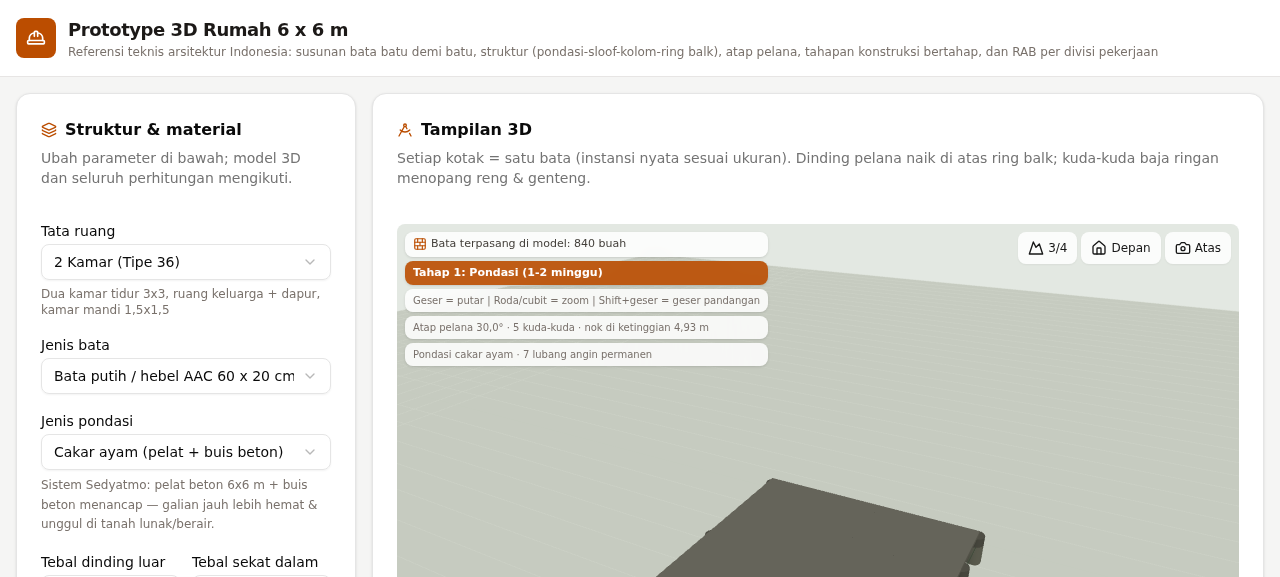 Prototype 3D Rumah 6 x 6 m
Referensi teknis arsitektur Indonesia: susunan bata batu demi batu, struktur (pondasi-sloof-kolom-ring balk), atap pelana, tahapan konstruksi bertahap, dan RAB per divisi pekerjaan
Struktur & material
Ubah parameter di bawah; model 3D
dan seluruh perhitungan mengikuti.
Tata ruang
2 Kamar (Tipe 36)
Dua kamar tidur 3x3, ruang keluarga + dapur,
kamar mandi 1,5x1,5
Jenis bata
Bata putih / hebel AAC 60 x 20 cm
Jenis pondasi
Cakar ayam (pelat + buis beton)
Sistem Sedyatmo: pelat beton 6x6 m + buis
beton menancap — galian jauh lebih hemat &
unggul di tanah lunak/berair.
Tebal dinding luar
Tebal sekat dalam
Tampilan 3D
Setiap kotak = satu bata (instansi nyata sesuai ukuran). Dinding pelana naik di atas ring balk; kuda-kuda baja ringan
menopang reng & genteng.
Bata terpasang di model: 840 buah
Tahap 1: Pondasi (1-2 minggu)
Geser = putar | Roda/cubit = zoom | Shift+geser = geser pandangan
Atap pelana 30,0° · 5 kuda-kuda · nok di ketinggian 4,93 m
Pondasi cakar ayam · 7 lubang angin permanen
3/4
Depan
Atas